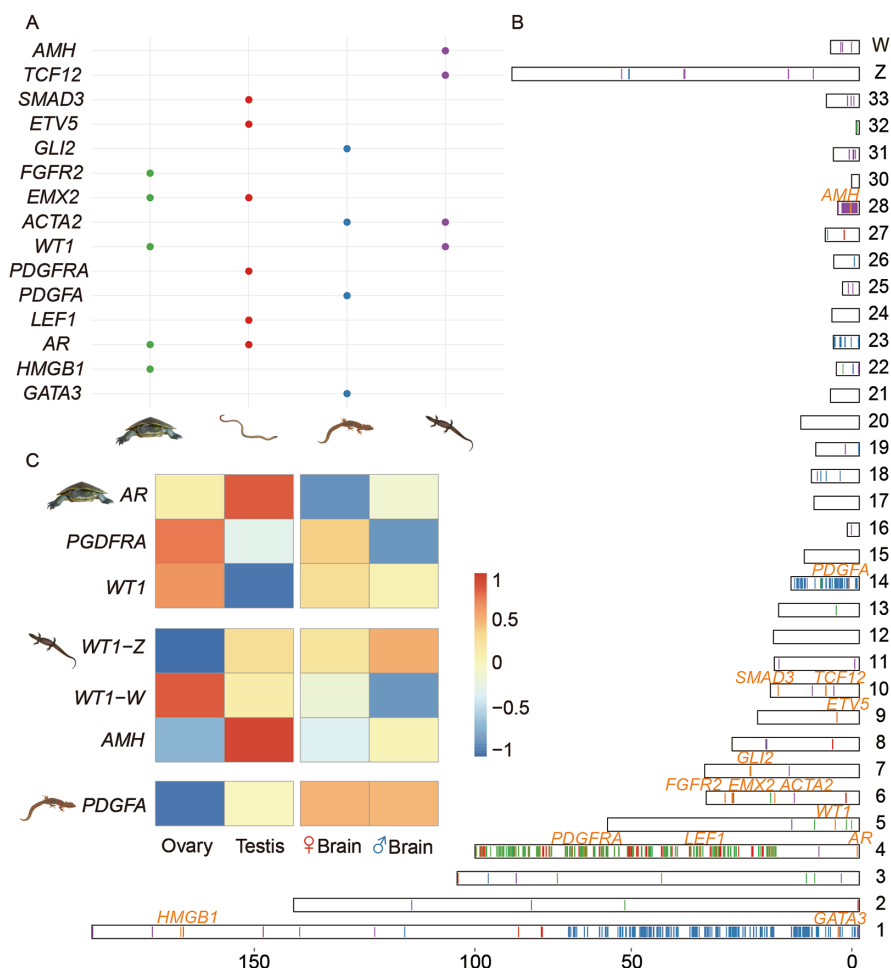 A
AMH
TCF12
SMAD3
ETV5
GLI2
FGFR2
EMX2
ACTA2
WT1
PDGFRA
PDGFA
LEF1
AR
HMGB1
GATA3
B
W
Z
33
32
31
30
AMH
28
27
26
25
24
23
22
21
20
19
18
17
16
15
PDGFA
14
13
12
11
SMAD3 TCF12
10
ETV5
9
8
GLI2
7
FGFR2 EMX2 ACTA2
6
WT1
5
PDGFRA LEF1 AR
4
3
2
HMGB1 GATA3
1
150 100 50 0
C
AR
PGDFRA
WT1
WT1−Z
WT1−W
AMH
PDGFA
Ovary Testis ♀Brain ♂Brain
1
0.5
0
−0.5
−1